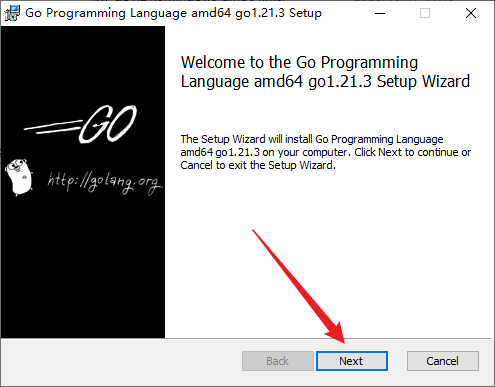 Go Programming Language amd64 go1.21.3 Setup
Welcome to the Go Programming
Language amd64 go1.21.3 Setup Wizard
GO
http://golang.org
The Setup Wizard will install Go Programming Language
amd64 go1.21.3 on your computer. Click Next to continue or
Cancel to exit the Setup Wizard.
Back
Next
Cancel